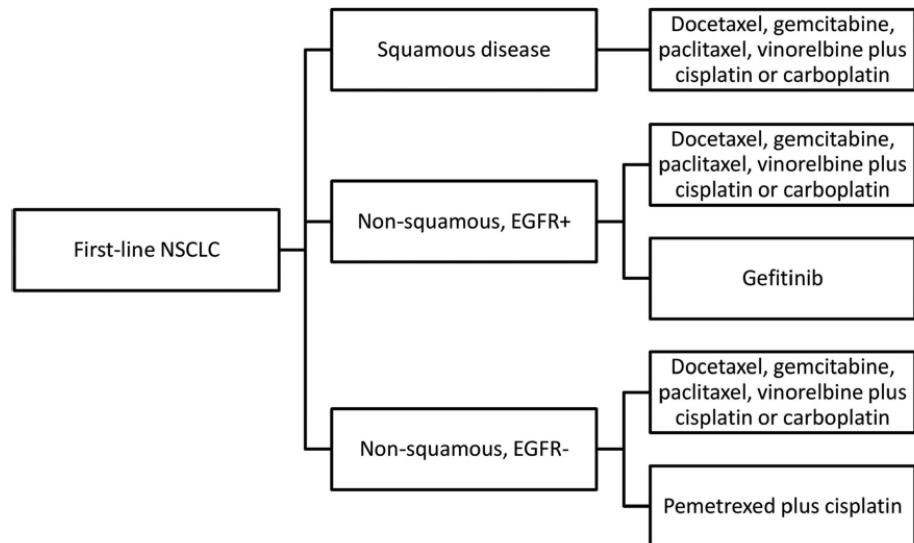 First-line NSCLC
Squamous disease
Docetaxel, gemcitabine,
paclitaxel, vinorelbine plus
cisplatin or carboplatin
Non-squamous, EGFR+
Docetaxel, gemcitabine,
paclitaxel, vinorelbine plus
cisplatin or carboplatin
Gefitinib
Non-squamous, EGFR-
Docetaxel, gemcitabine,
paclitaxel, vinorelbine plus
cisplatin or carboplatin
Pemetrexed plus cisplatin